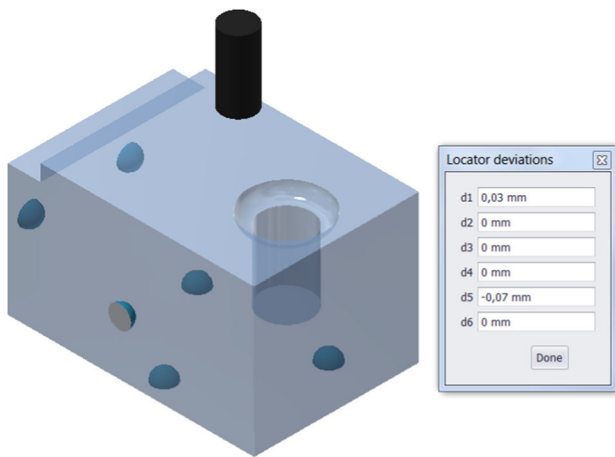 Locator deviations
d1 0,03 mm
d2 0 mm
d3 0 mm
d4 0 mm
d5 -0,07 mm
d6 0 mm
Done